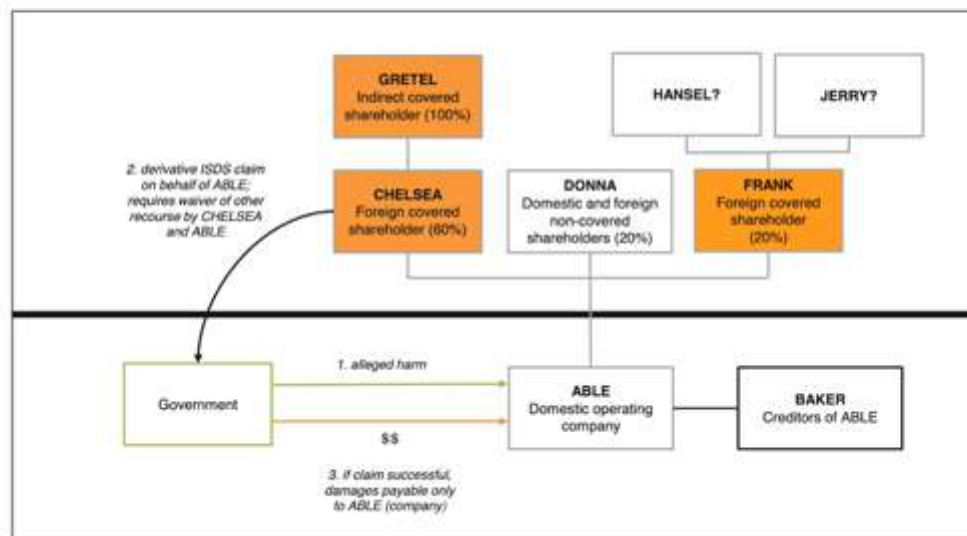 GRETEL
Indirect covered
shareholder (100%)
HANSEL?
JERRY?
2: derivative ISDS claim
on behalf of ABLE;
requires waiver of other
recourse by CHELSEA
and ABLE
CHELSEA
Foreign covered
shareholder (60%)
DONNA
Domestic and foreign
non-covered
shareholders (20%)
FRANK
Foreign covered
shareholder
(20%)
1. alleged harm
Government
$$
ABLE
Domestic operating
company
BAKER
Creditors of ABLE
3. if claim successful,
damages payable only
to ABLE (company)